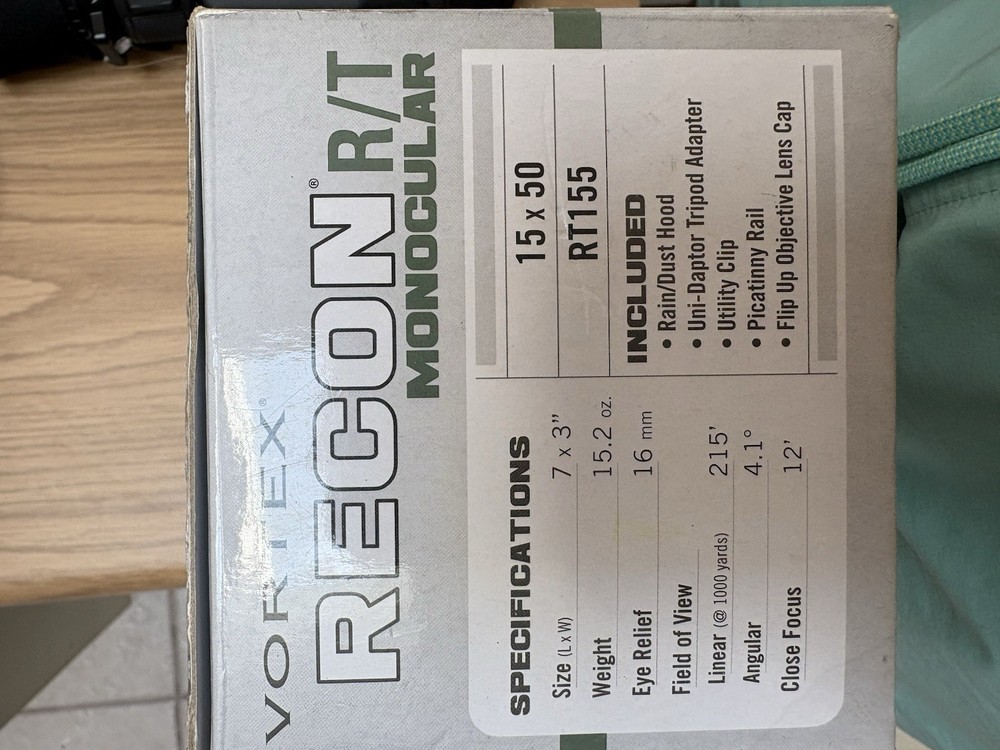 VORTEX®
RECON® R/T
MONOCULAR
SPECIFICATIONS
Size (L x W) 7 x 3”
Weight 15.2 oz.
Eye Relief 16 mm
Field of View
Linear (@ 1000 yards) 215’
Angular 4.1°
Close Focus 12’
15 x 50
RT155
INCLUDED
• Rain/Dust Hood
• Uni-Daptor Tripod Adapter
• Utility Clip
• Picatinny Rail
• Flip Up Objective Lens Cap